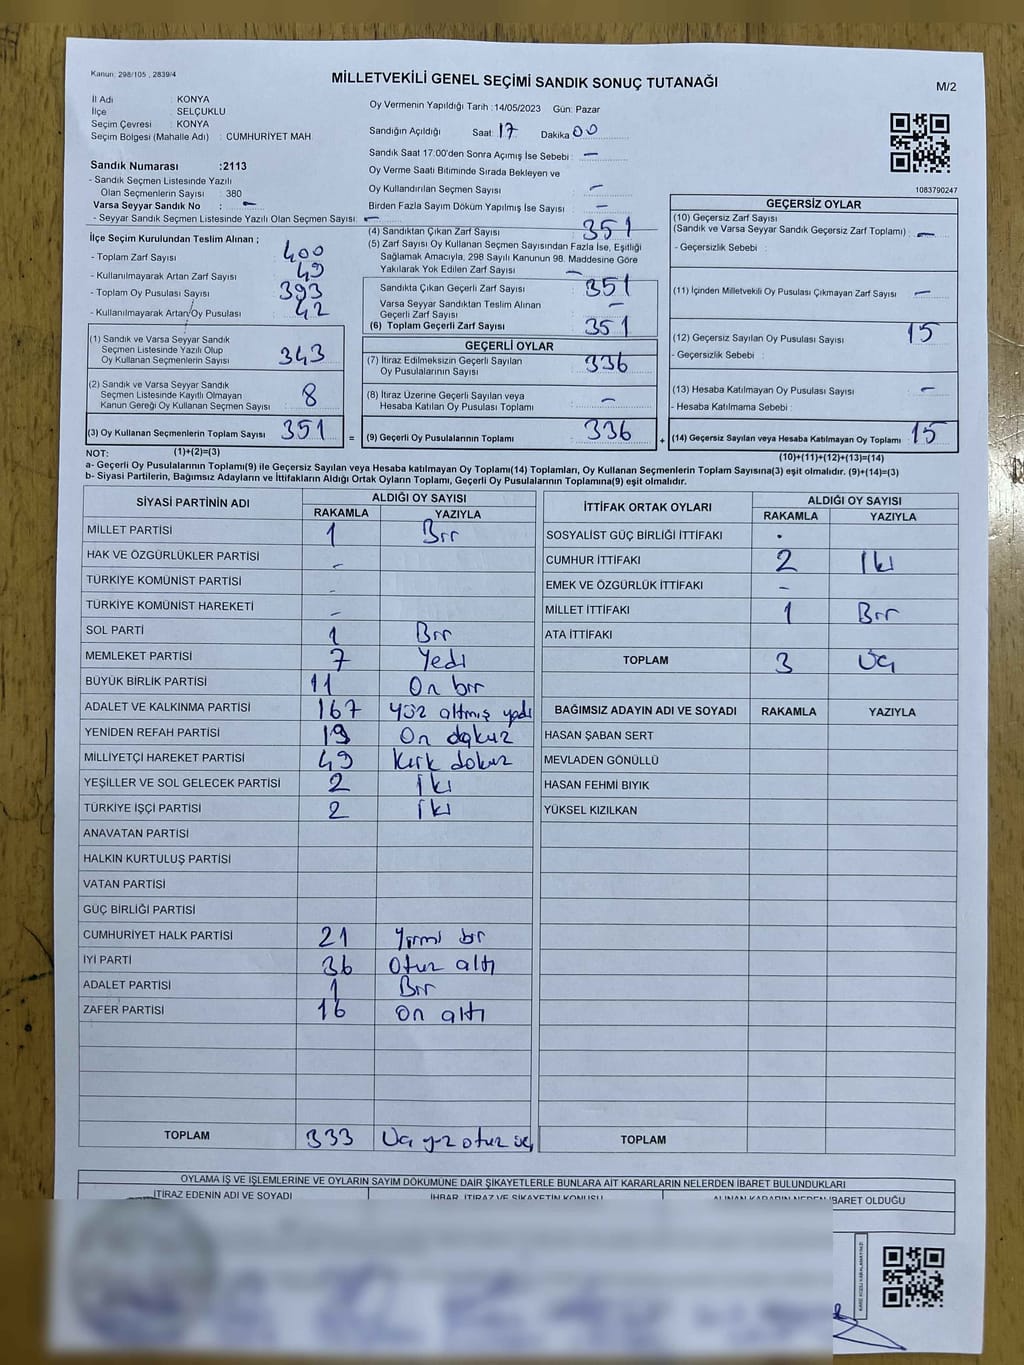 Kanun: 298/105 , 2839/4
MİLLETVEKİLİ GENEL SEÇİMİ SANDIK SONUÇ TUTANAĞI
M/2
İl Adı : KONYA
İlçe : SELÇUKLU
Seçim Çevresi : KONYA
Seçim Bölgesi (Mahalle Adı) : CUMHURİYET MAH.
Oy Vermenin Yapıldığı Tarih :14/05/2023 Gün: Pazar
Sandığın Açıldığı Saat: 17 Dakika 00
Sandık Saat 17:00'den Sonra Açımış İse Sebebi : –
Oy Verme Saati Bitiminde Sırada Bekleyen ve
Oy Kullandırılan Seçmen Sayısı –
Birden Fazla Sayım Döküm Yapılmış İse Sayısı –
1083790247
Sandık Numarası :2113
- Sandık Seçmen Listesinde Yazılı
Olan Seçmenlerin Sayısı : 380
Varsa Seyyar Sandık No : –
- Seyyar Sandık Seçmen Listesinde Yazılı Olan Seçmen Sayısı: –
İlçe Seçim Kurulundan Teslim Alınan ;
- Toplam Zarf Sayısı 400
- Kullanılmayarak Artan Zarf Sayısı 49
- Toplam Oy Pusulası Sayısı 393
- Kullanılmayarak Artan Oy Pusulası 42
(1) Sandık ve Varsa Seyyar Sandık
Seçmen Listesinde Yazılı Olup
Oy Kullanan Seçmenlerin Sayısı 343
(2) Sandık ve Varsa Seyyar Sandık
Seçmen Listesinde Kayıtlı Olmayan
Kanun Gereği Oy Kullanan Seçmen Sayısı 8
(3) Oy Kullanan Seçmenlerin Toplam Sayısı 351
(1)+(2)=(3)
(4) Sandıktan Çıkan Zarf Sayısı 351
(5) Zarf Sayısı Oy Kullanan Seçmen Sayısından Fazla İse, Eşitliği
Sağlamak Amacıyla, 298 Sayılı Kanunun 98. Maddesine Göre
Yakılarak Yok Edilen Zarf Sayısı –
Sandıkta Çıkan Geçerli Zarf Sayısı 351
Varsa Seyyar Sandıktan Teslim Alınan
Geçerli Zarf Sayısı –
(6) Toplam Geçerli Zarf Sayısı 351
GEÇERLİ OYLAR
(7) İtiraz Edilmeksizin Geçerli Sayılan
Oy Pusulalarının Sayısı 336
(8) İtiraz Üzerine Geçerli Sayılan veya
Hesaba Katılan Oy Pusulası Toplamı –
= (9) Geçerli Oy Pusulalarının Toplamı 336
GEÇERSİZ OYLAR
(10) Geçersiz Zarf Sayısı
(Sandık ve Varsa Seyyar Sandık Geçersiz Zarf Toplamı) : –
- Geçersizlik Sebebi :
(11) İçinden Milletvekili Oy Pusulası Çıkmayan Zarf Sayısı –
(12) Geçersiz Sayılan Oy Pusulası Sayısı 15
- Geçersizlik Sebebi :
(13) Hesaba Katılmayan Oy Pusulası Sayısı –
- Hesaba Katılmama Sebebi :
+ (14) Geçersiz Sayılan veya Hesaba Katılmayan Oy Toplamı 15
(10)+(11)+(12)+(13)=(14)
NOT:
a- Geçerli Oy Pusulalarının Toplamı(9) ile Geçersiz Sayılan veya Hesaba katılmayan Oy Toplamı(14) Toplamları, Oy Kullanan Seçmenlerin Toplam Sayısına(3) eşit olmalıdır. (9)+(14)=(3)
b- Siyasi Partilerin, Bağımsız Adayların ve İttifakların Aldığı Ortak Oyların Toplamı, Geçerli Oy Pusulalarının Toplamına(9) eşit olmalıdır.
SİYASİ PARTİNİN ADI ALDIĞI OY SAYISI
RAKAMLA YAZIYLA
MİLLET PARTİSİ 1 Bir
HAK VE ÖZGÜRLÜKLER PARTİSİ –
TÜRKİYE KOMÜNİST PARTİSİ -
TÜRKİYE KOMÜNİST HAREKETİ –
SOL PARTİ 1 Bir
MEMLEKET PARTİSİ 7 Yedi
BÜYÜK BİRLİK PARTİSİ 11 On bir
ADALET VE KALKINMA PARTİSİ 167 Yüz altmış yedi
YENİDEN REFAH PARTİSİ 19 On dokuz
MİLLİYETÇİ HAREKET PARTİSİ 49 Kırk dokuz
YEŞİLLER VE SOL GELECEK PARTİSİ 2 İki
TÜRKİYE İŞÇİ PARTİSİ 2 İki
ANAVATAN PARTİSİ
HALKIN KURTULUŞ PARTİSİ
VATAN PARTİSİ
GÜÇ BİRLİĞİ PARTİSİ
CUMHURİYET HALK PARTİSİ 21 Yirmi bir
İYİ PARTİ 36 Otuz altı
ADALET PARTİSİ 1 Bir
ZAFER PARTİSİ 16 On altı
TOPLAM 333 Üç yüz otuz üç
İTTİFAK ORTAK OYLARI ALDIĞI OY SAYISI
RAKAMLA YAZIYLA
SOSYALİST GÜÇ BİRLİĞİ İTTİFAKI .
CUMHUR İTTİFAKI 2 İki
EMEK VE ÖZGÜRLÜK İTTİFAKI –
MİLLET İTTİFAKI 1 Bir
ATA İTTİFAKI
TOPLAM 3 Üç
BAĞIMSIZ ADAYIN ADI VE SOYADI RAKAMLA YAZIYLA
HASAN ŞABAN SERT
MEVLADEN GÖNÜLLÜ
HASAN FEHMİ BIYIK
YÜKSEL KIZILKAN
TOPLAM
OYLAMA İŞ VE İŞLEMLERİNE VE OYLARIN SAYIM DÖKÜMÜNE DAİR ŞİKAYETLERLE BUNLARA AİT KARARLARIN NELERDEN İBARET BULUNDUKLARI
İTİRAZ EDENİN ADI VE SOYADI İHBAR, İTİRAZ VE ŞİKAYETİN KONUSU ALINAN KARARIN NEDEN İBARET OLDUĞU